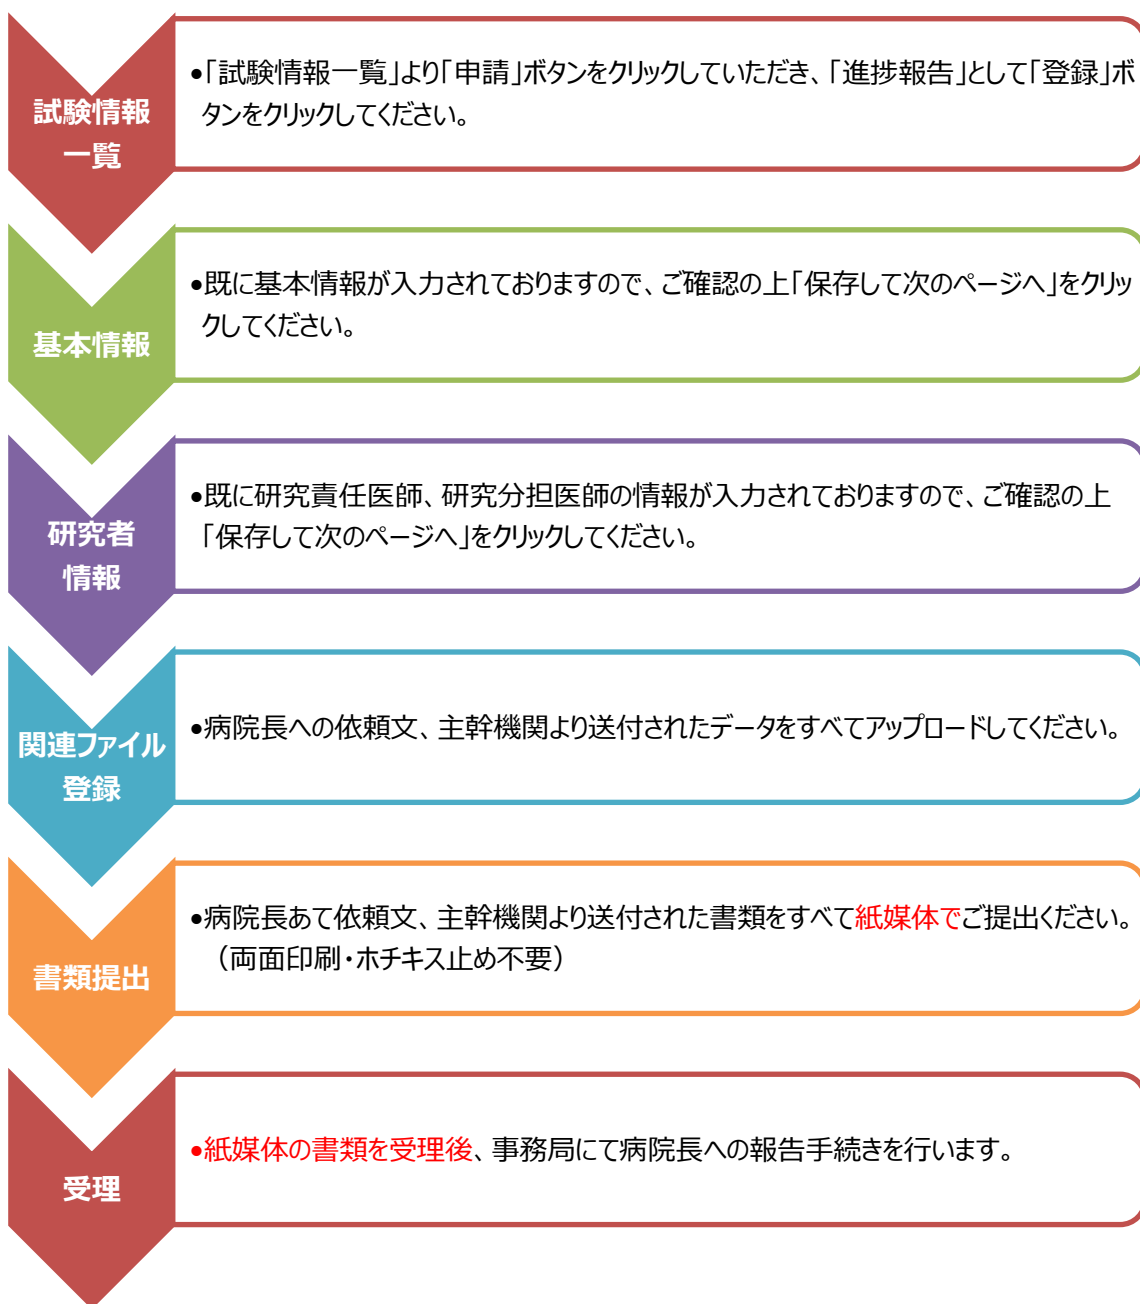 試験情報
一覧
•「試験情報一覧」より「申請」ボタンをクリックしていただき、「進捗報告」として「登録」ボ
タンをクリックしてください。
基本情報
•既に基本情報が入力されておりますので、ご確認の上「保存して次のページへ」をクリッ
クしてください。
研究者
情報
•既に研究責任医師、研究分担医師の情報が入力されておりますので、ご確認の上
「保存して次のページへ」をクリックしてください。
関連ファイル
登録
•病院長への依頼文、主幹機関より送付されたデータをすべてアップロードしてください。
書類提出
•病院長あて依頼文、主幹機関より送付された書類をすべて紙媒体でご提出ください。
（両面印刷・ホチキス止め不要）
受理
•紙媒体の書類を受理後、事務局にて病院長への報告手続きを行います。